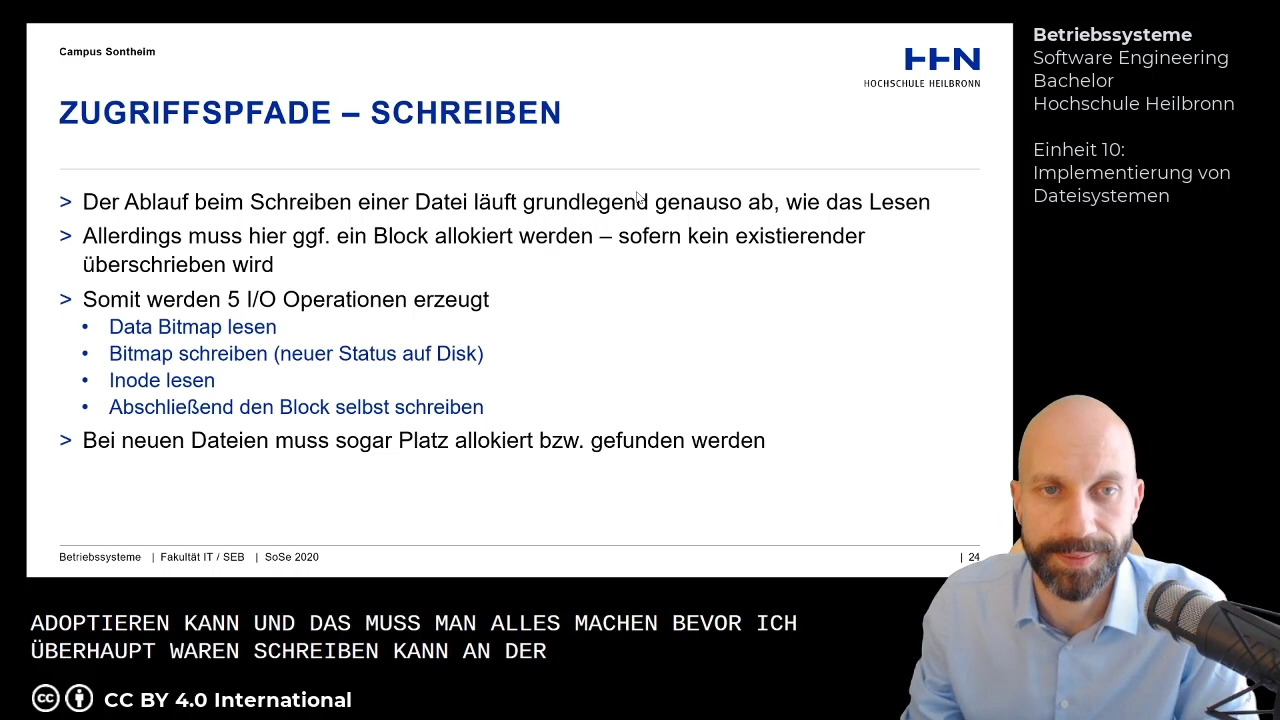 Campus Sontheim
HHN
HOCHSCHULE HEILBRONN
ZUGRIFFSPFADE – SCHREIBEN
> Der Ablauf beim Schreiben einer Datei läuft grundlegend genauso ab, wie das Lesen
> Allerdings muss hier ggf. ein Block allokiert werden – sofern kein existierender
überschrieben wird
> Somit werden 5 I/O Operationen erzeugt
• Data Bitmap lesen
• Bitmap schreiben (neuer Status auf Disk)
• Inode lesen
• Abschließend den Block selbst schreiben
> Bei neuen Dateien muss sogar Platz allokiert bzw. gefunden werden
Betriebssysteme | Fakultät IT / SEB | SoSe 2020 | 24
Betriebssysteme
Software Engineering
Bachelor
Hochschule Heilbronn
Einheit 10:
Implementierung von
Dateisystemen
ADOPTIEREN KANN UND DAS MUSS MAN ALLES MACHEN BEVOR ICH
ÜBERHAUPT WAREN SCHREIBEN KANN AN DER
cc CC BY 4.0 International